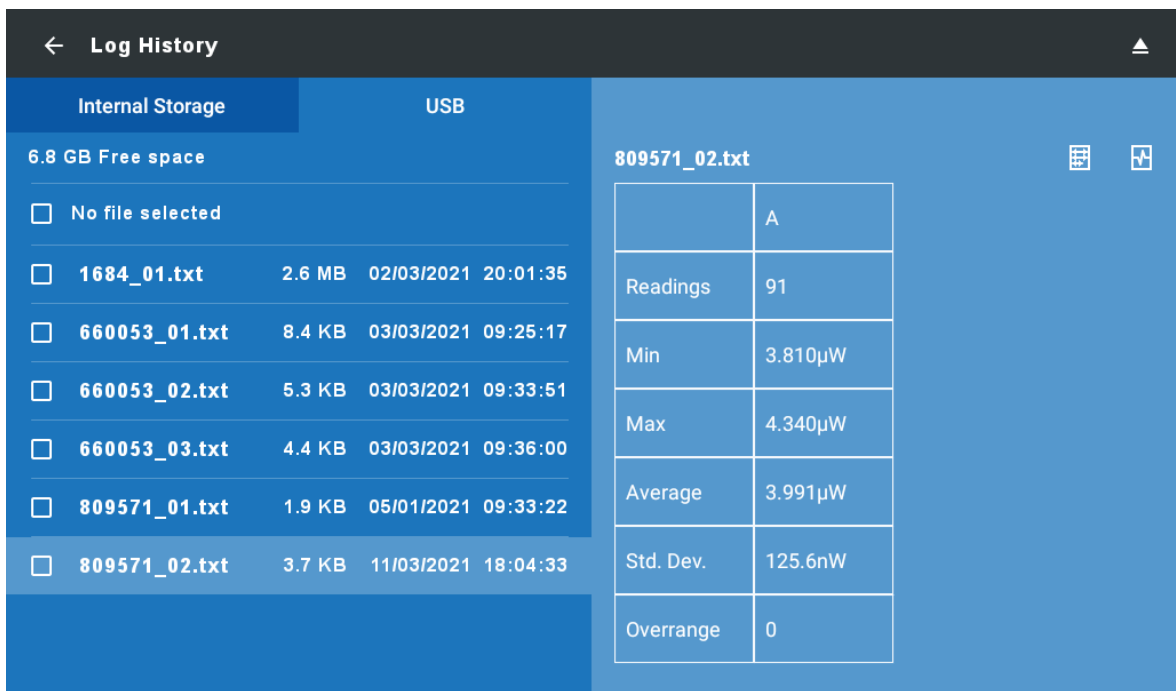 Log History
Internal Storage USB
6.8 GB Free space
No file selected
1684_01.txt 2.6 MB 02/03/2021 20:01:35
660053_01.txt 8.4 KB 03/03/2021 09:25:17
660053_02.txt 5.3 KB 03/03/2021 09:33:51
660053_03.txt 4.4 KB 03/03/2021 09:36:00
809571_01.txt 1.9 KB 05/01/2021 09:33:22
809571_02.txt 3.7 KB 11/03/2021 18:04:33
809571_02.txt
A
Readings 91
Min 3.810µW
Max 4.340µW
Average 3.991µW
Std. Dev. 125.6nW
Overrange 0